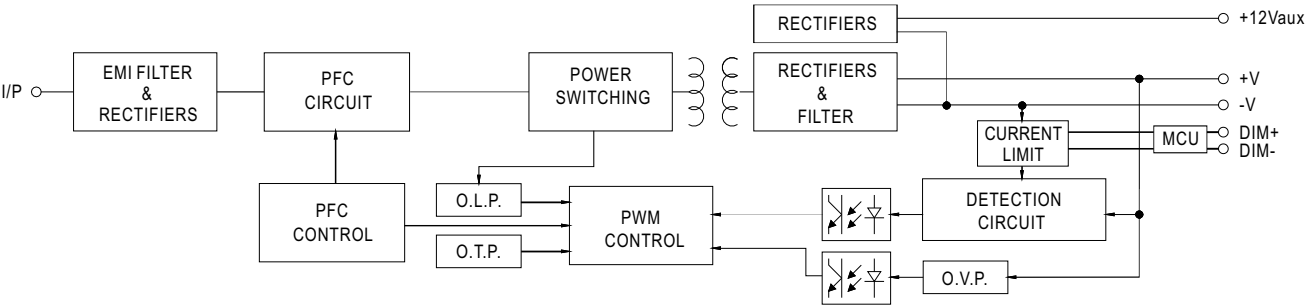 RECTIFIERS
+12Vaux
I/P
EMI FILTER
&
RECTIFIERS
PFC
CIRCUIT
POWER
SWITCHING
RECTIFIERS
&
FILTER
+V
-V
CURRENT
LIMIT
MCU
DIM+
DIM-
PFC
CONTROL
O.L.P.
O.T.P.
PWM
CONTROL
DETECTION
CIRCUIT
O.V.P.